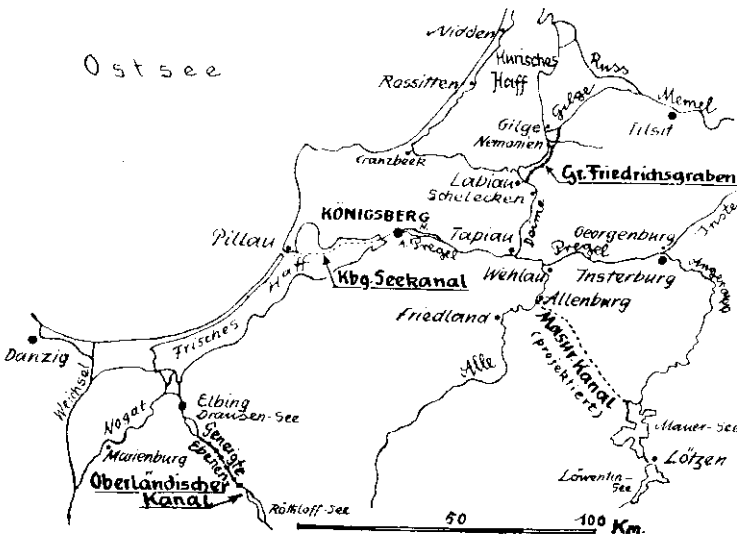 Ostsee
Nidden
Kurisches
Haff
Russ
Rossitten
Gilge
Memel
Gilge
Tilsit
Nemonien
Cranzbeek
Gr. Friedrichsgraben
Labiau
Schelecken
KÖNIGSBERG
Deime
Georgenburg
Inster
Pillau
Tapiau
Pregel
Pregel
Angerapp
Kbg. Seekanal
Wehlau
Insterburg
Haff
Allenburg
Friedland
Frisches
Masur. Kanal
(projektiert)
Danzig
Alle
Weichsel
Elbing
Drausen-See
Nogat
Geneigte
Ebenen
Mauer-See
Marienburg
Lötzen
Oberländischer
Kanal
Löwentin-
See
Röthloff-See
50
100 Km.